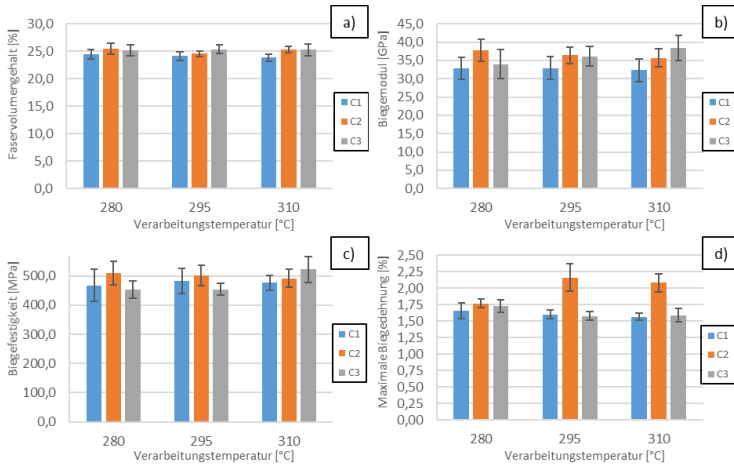 a)
Faservolumengehalt [%]
30,0
25,0
20,0
15,0
10,0
5,0
0,0
280 295 310
Verarbeitungstemperatur [°C]
C1
C2
C3
b)
Biegemodul [GPa]
45,0
40,0
35,0
30,0
25,0
20,0
15,0
10,0
5,0
0,0
280 295 310
Verarbeitungstemperatur [°C]
C1
C2
C3
c)
Biegefestigkeit [MPa]
500,0
400,0
300,0
200,0
100,0
0,0
280 295 310
Verarbeitungstemperatur [°C]
C1
C2
C3
d)
Maximale Biegedehnung [%]
2,50
2,25
2,00
1,75
1,50
1,25
1,00
0,75
0,50
0,25
0,00
280 295 310
Verarbeitungstemperatur [°C]
C1
C2
C3